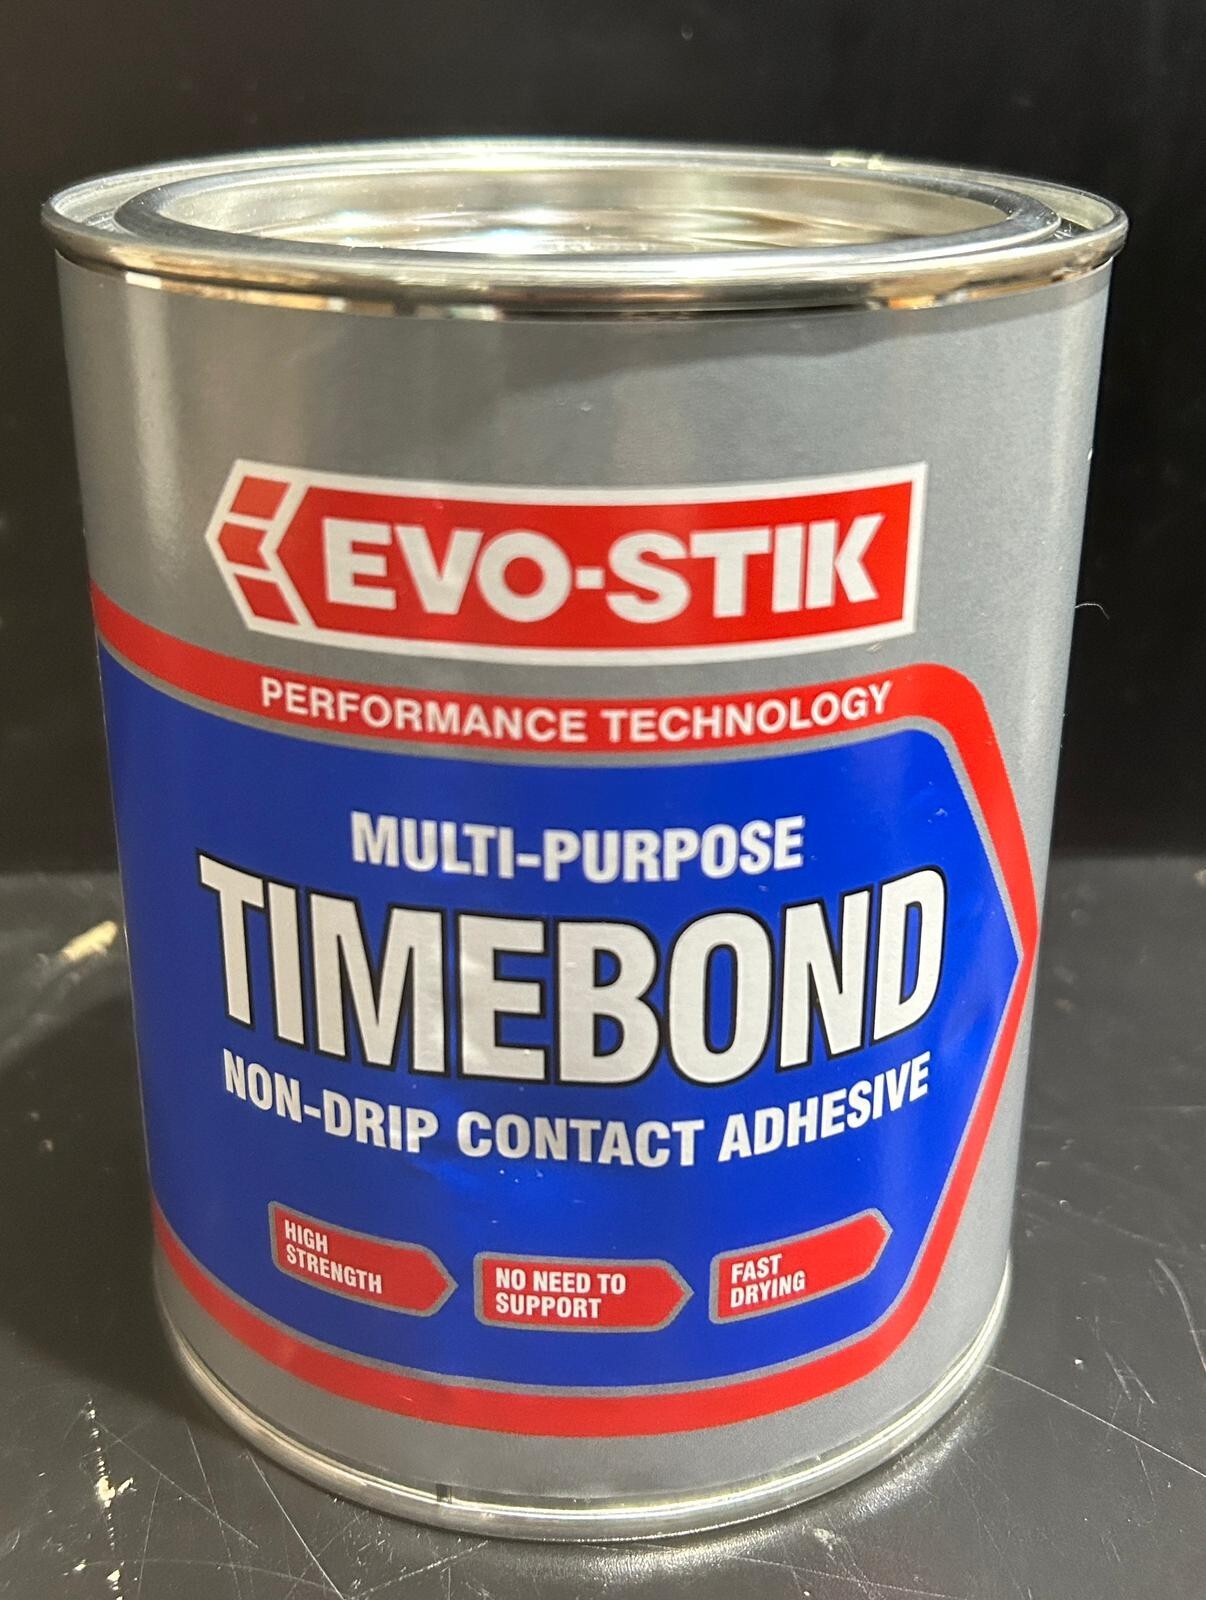 EVO-STIK
PERFORMANCE TECHNOLOGY
MULTI-PURPOSE
TIMEBOND
NON-DRIP CONTACT ADHESIVE
HIGH
STRENGTH
NO NEED TO
SUPPORT
FAST
DRYING